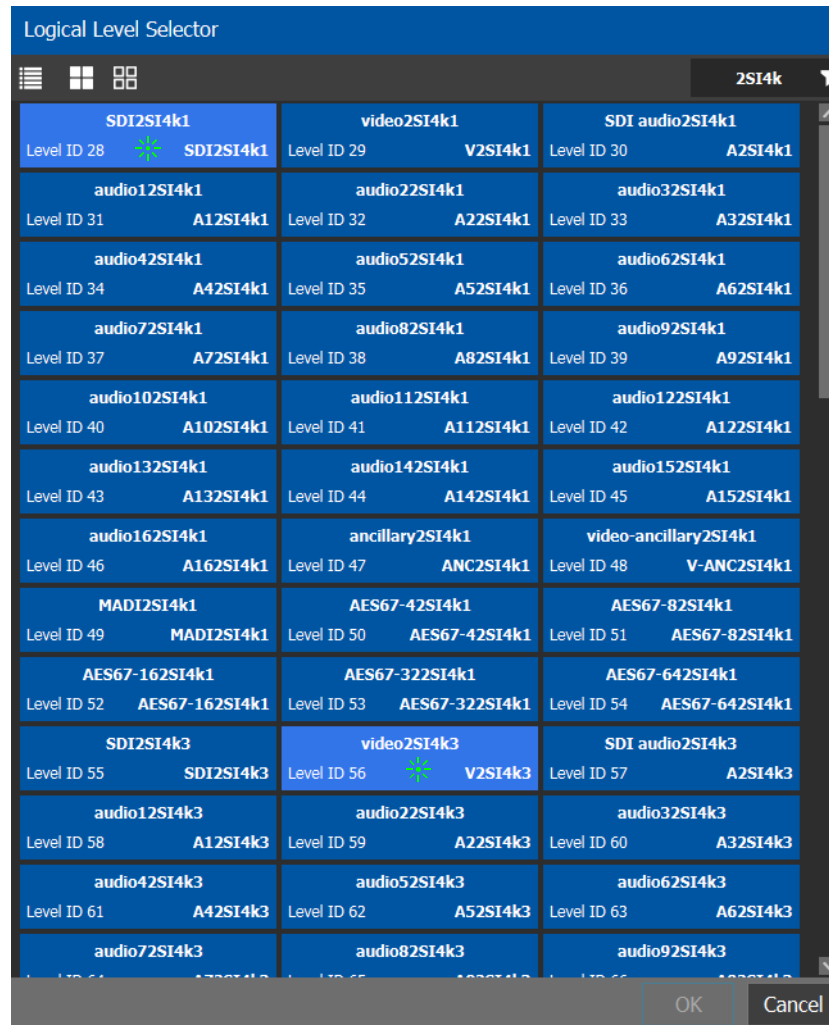 Logical Level Selector
2SI4k
SDI2SI4k1 video2SI4k1 SDI audio2SI4k1
Level ID 28 SDI2SI4k1 Level ID 29 V2SI4k1 Level ID 30 A2SI4k1
audio12SI4k1 audio22SI4k1 audio32SI4k1
Level ID 31 A12SI4k1 Level ID 32 A22SI4k1 Level ID 33 A32SI4k1
audio42SI4k1 audio52SI4k1 audio62SI4k1
Level ID 34 A42SI4k1 Level ID 35 A52SI4k1 Level ID 36 A62SI4k1
audio72SI4k1 audio82SI4k1 audio92SI4k1
Level ID 37 A72SI4k1 Level ID 38 A82SI4k1 Level ID 39 A92SI4k1
audio102SI4k1 audio112SI4k1 audio122SI4k1
Level ID 40 A102SI4k1 Level ID 41 A112SI4k1 Level ID 42 A122SI4k1
audio132SI4k1 audio142SI4k1 audio152SI4k1
Level ID 43 A132SI4k1 Level ID 44 A142SI4k1 Level ID 45 A152SI4k1
audio162SI4k1 ancillary2SI4k1 video-ancillary2SI4k1
Level ID 46 A162SI4k1 Level ID 47 ANC2SI4k1 Level ID 48 V-ANC2SI4k1
MADI2SI4k1 AES67-42SI4k1 AES67-82SI4k1
Level ID 49 MADI2SI4k1 Level ID 50 AES67-42SI4k1 Level ID 51 AES67-82SI4k1
AES67-162SI4k1 AES67-322SI4k1 AES67-642SI4k1
Level ID 52 AES67-162SI4k1 Level ID 53 AES67-322SI4k1 Level ID 54 AES67-642SI4k1
SDI2SI4k3 video2SI4k3 SDI audio2SI4k3
Level ID 55 SDI2SI4k3 Level ID 56 V2SI4k3 Level ID 57 A2SI4k3
audio12SI4k3 audio22SI4k3 audio32SI4k3
Level ID 58 A12SI4k3 Level ID 59 A22SI4k3 Level ID 60 A32SI4k3
audio42SI4k3 audio52SI4k3 audio62SI4k3
Level ID 61 A42SI4k3 Level ID 62 A52SI4k3 Level ID 63 A62SI4k3
audio72SI4k3 audio82SI4k3 audio92SI4k3
OK Cancel